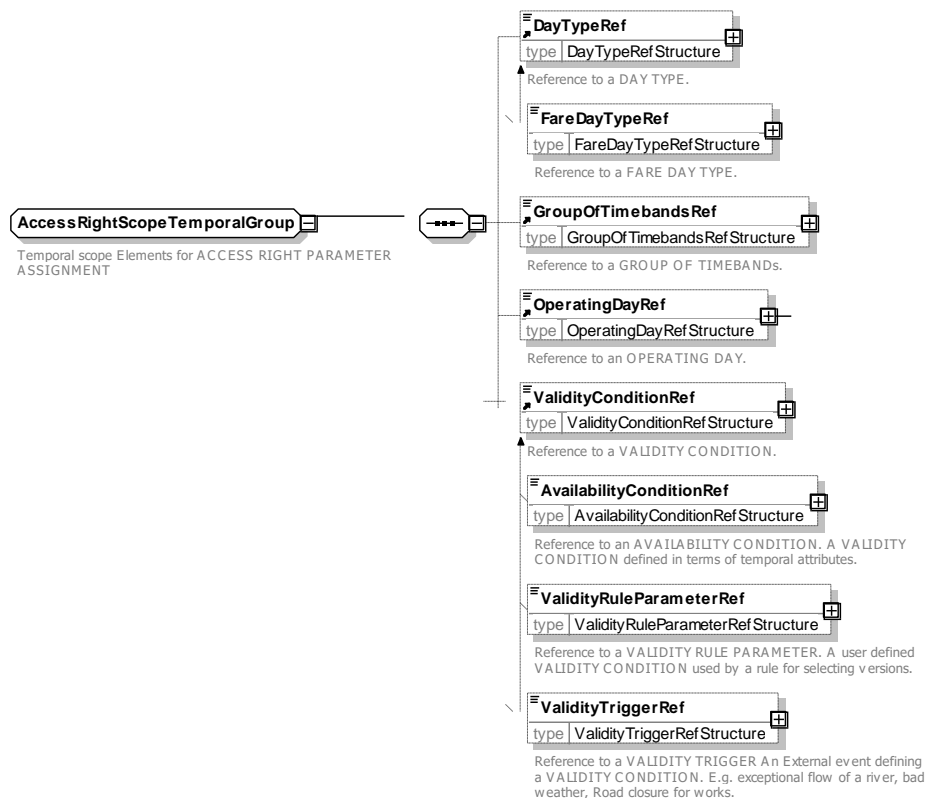 DayTypeRef
type DayTypeRefStructure
Reference to a DAY TYPE.
FareDayTypeRef
type FareDayTypeRefStructure
Reference to a FARE DAY TYPE.
AccessRightScopeTemporalGroup
Temporal scope Elements for ACCESS RIGHT PARAMETER
ASSIGNMENT
GroupOfTimebandsRef
type GroupOfTimebandsRefStructure
Reference to a GROUP OF TIMEBANDs.
OperatingDayRef
type OperatingDayRefStructure
Reference to an OPERATING DAY.
ValidityConditionRef
type ValidityConditionRefStructure
Reference to a VALIDITY CONDITION.
AvailabilityConditionRef
type AvailabilityConditionRefStructure
Reference to an AVAILABILITY CONDITION. A VALIDITY
CONDITION defined in terms of temporal attributes.
ValidityRuleParameterRef
type ValidityRuleParameterRefStructure
Reference to a VALIDITY RULE PARAMETER. A user defined
VALIDITY CONDITION used by a rule for selecting versions.
ValidityTriggerRef
type ValidityTriggerRefStructure
Reference to a VALIDITY TRIGGER An External event defining
a VALIDITY CONDITION. E.g. exceptional flow of a river, bad
weather, Road closure for works.